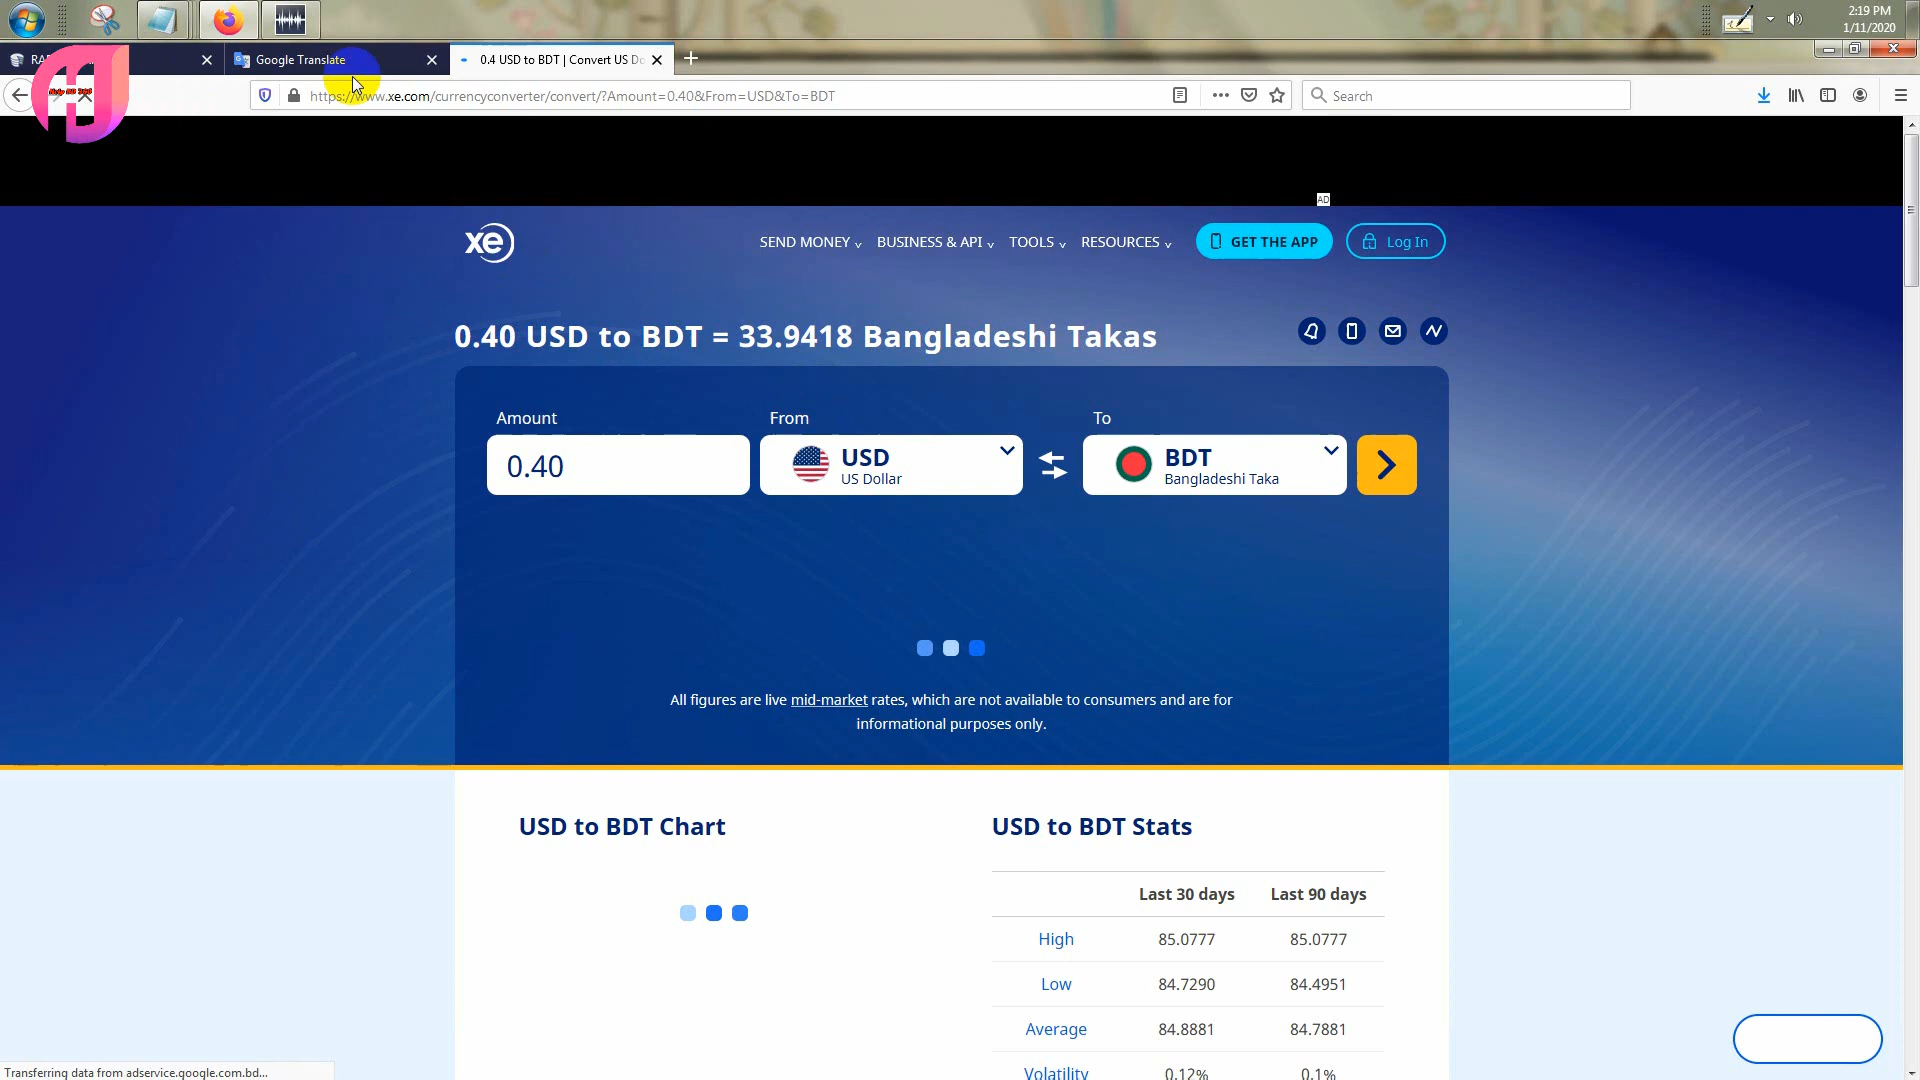 2:19 PM
1/11/2020
Google Translate
0.4 USD to BDT | Convert US Do
Help BD 360
https://www.xe.com/currencyconverter/convert/?Amount=0.40&From=USD&To=BDT
Search
AD
xe
SEND MONEY
BUSINESS & API
TOOLS
RESOURCES
GET THE APP
Log In
0.40 USD to BDT = 33.9418 Bangladeshi Takas
Amount
From
To
0.40
USD
US Dollar
BDT
Bangladeshi Taka
All figures are live mid-market rates, which are not available to consumers and are for
informational purposes only.
USD to BDT Chart
USD to BDT Stats
Last 30 days Last 90 days
High 85.0777 85.0777
Low 84.7290 84.4951
Average 84.8881 84.7881
Volatility 0.12% 0.1%
Transferring data from adservice.google.com.bd...